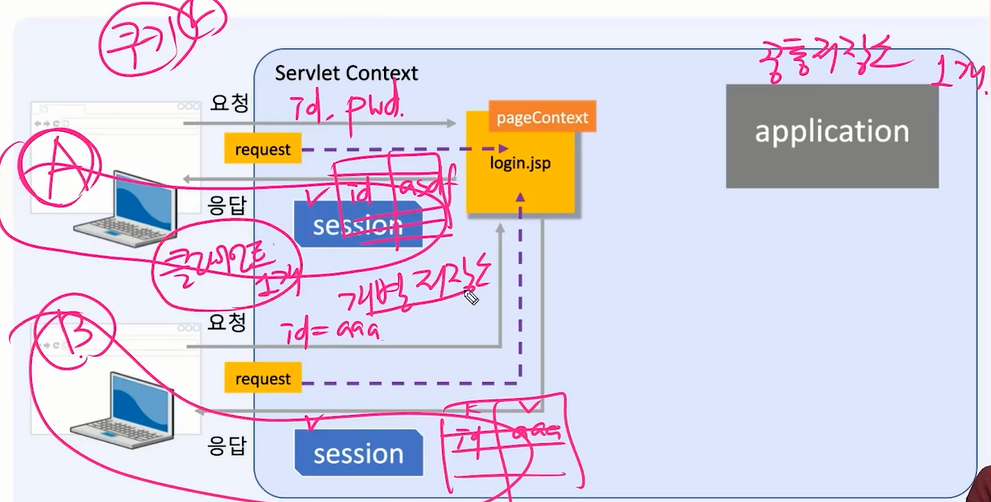 쿠키
공통저장소
1개.
Servlet Context
요청
id, pwd.
pageContext
application
request
login.jsp
A
id asdf
응답
session
클라이언트
1개
개별 저장소
B
요청
id=aaa
request
K V
id aaa
응답
session